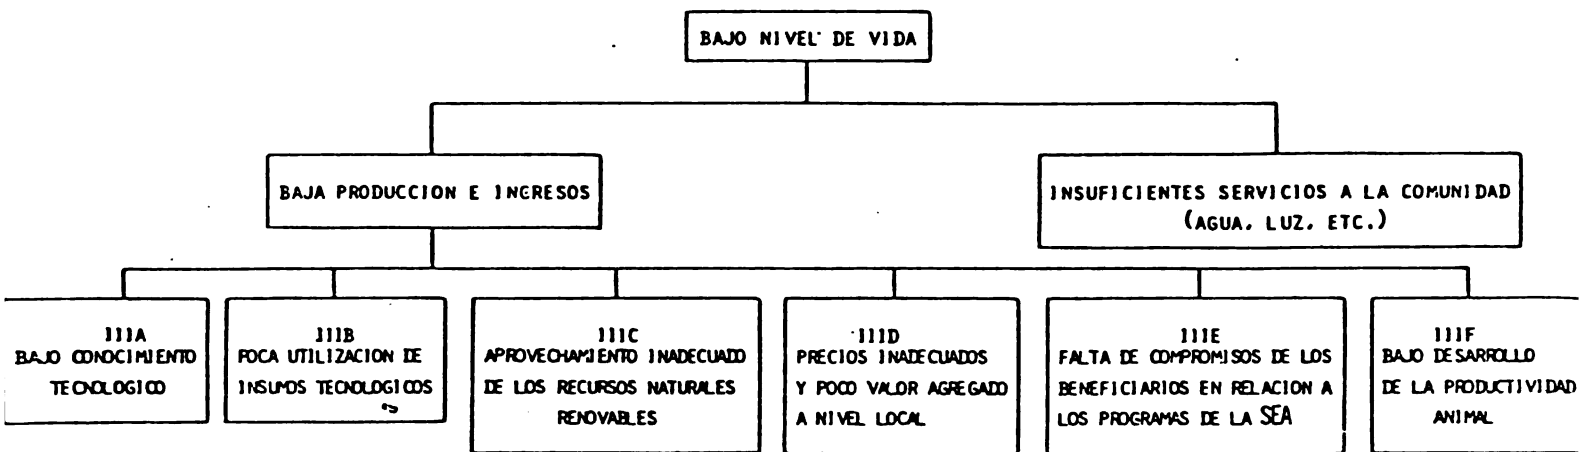 BAJO NIVEL DE VIDA
BAJA PRODUCCION E INGRESOS
INSUFICIENTES SERVICIOS A LA COMUNIDAD
(AGUA, LUZ, ETC.)
IIIA
BAJO CONOCIMIENTO
TECNOLOGICO
IIIB
POCA UTILIZACION DE
INSUMOS TECNOLOGICOS
IIIC
APROVECHAMIENTO INADECUADO
DE LOS RECURSOS NATURALES
RENOVABLES
IIID
PRECIOS INADECUADOS
Y POCO VALOR AGREGADO
A NIVEL LOCAL
IIIE
FALTA DE COMPROMISOS DE LOS
BENEFICIARIOS EN RELACION A
LOS PROGRAMAS DE LA SEA
IIIF
BAJO DESARROLLO
DE LA PRODUCTIVIDAD
ANIMAL